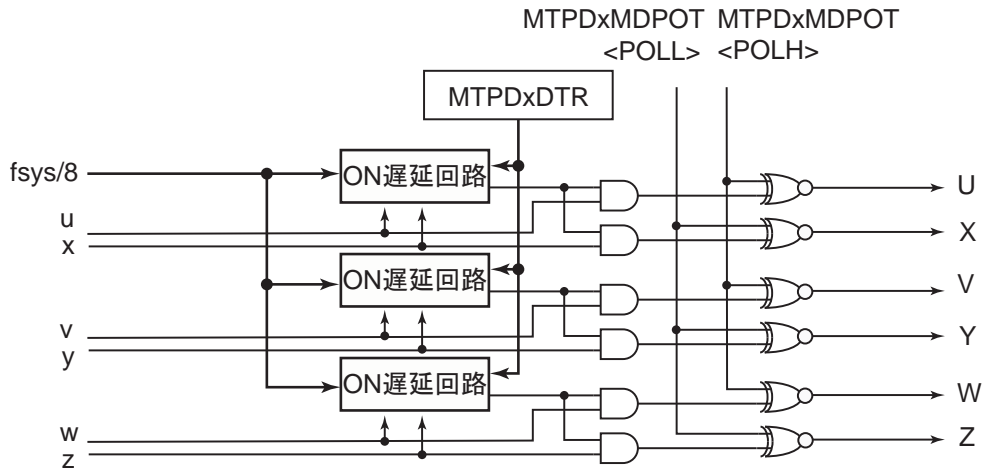 MTPDxMDPOT MTPDxMDPOT
<POLL> <POLH>
MTPDxDTR
fsys/8
ON遅延回路
U
u
x
X
ON遅延回路
V
v
y
Y
ON遅延回路
W
w
z
Z